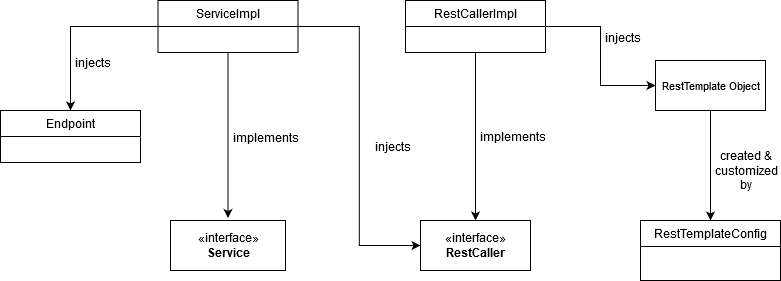 ServiceImpl
RestCallerImpl
injects
injects
RestTemplate Object
Endpoint
implements
injects
implements
created &
customized
by
«interface»
Service
«interface»
RestCaller
RestTemplateConfig